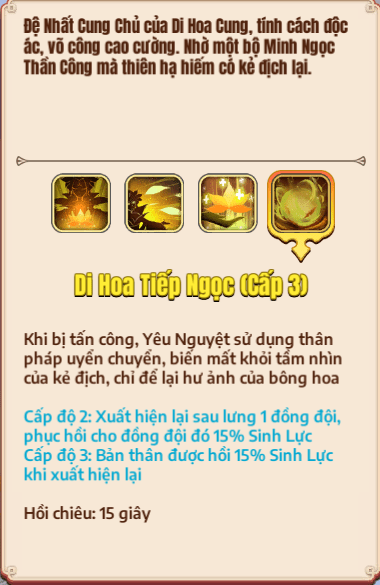 Đệ Nhất Cung Chủ của Di Hoa Cung, tính cách độc
ác, võ công cao cường. Nhờ một bộ Minh Ngọc
Thần Công mà thiên hạ hiếm có kẻ địch lại.
Di Hoa Tiếp Ngọc (Cấp 3)
Khi bị tấn công, Yêu Nguyệt sử dụng thân
pháp uyển chuyển, biến mất khỏi tầm nhìn
của kẻ địch, chỉ để lại hư ảnh của bông hoa
Cấp độ 2: Xuất hiện lại sau lưng 1 đồng đội,
phục hồi cho đồng đội đó 15% Sinh Lực
Cấp độ 3: Bản thân được hồi 15% Sinh Lực
khi xuất hiện lại
Hồi chiêu: 15 giây